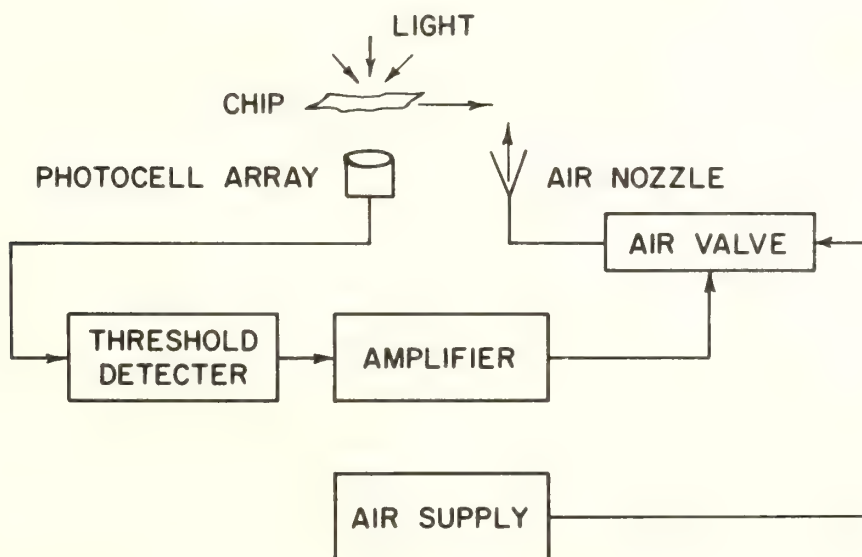 LIGHT
CHIP
PHOTOCELL ARRAY
AIR NOZZLE
AIR VALVE
THRESHOLD
DETECTER
AMPLIFIER
AIR SUPPLY